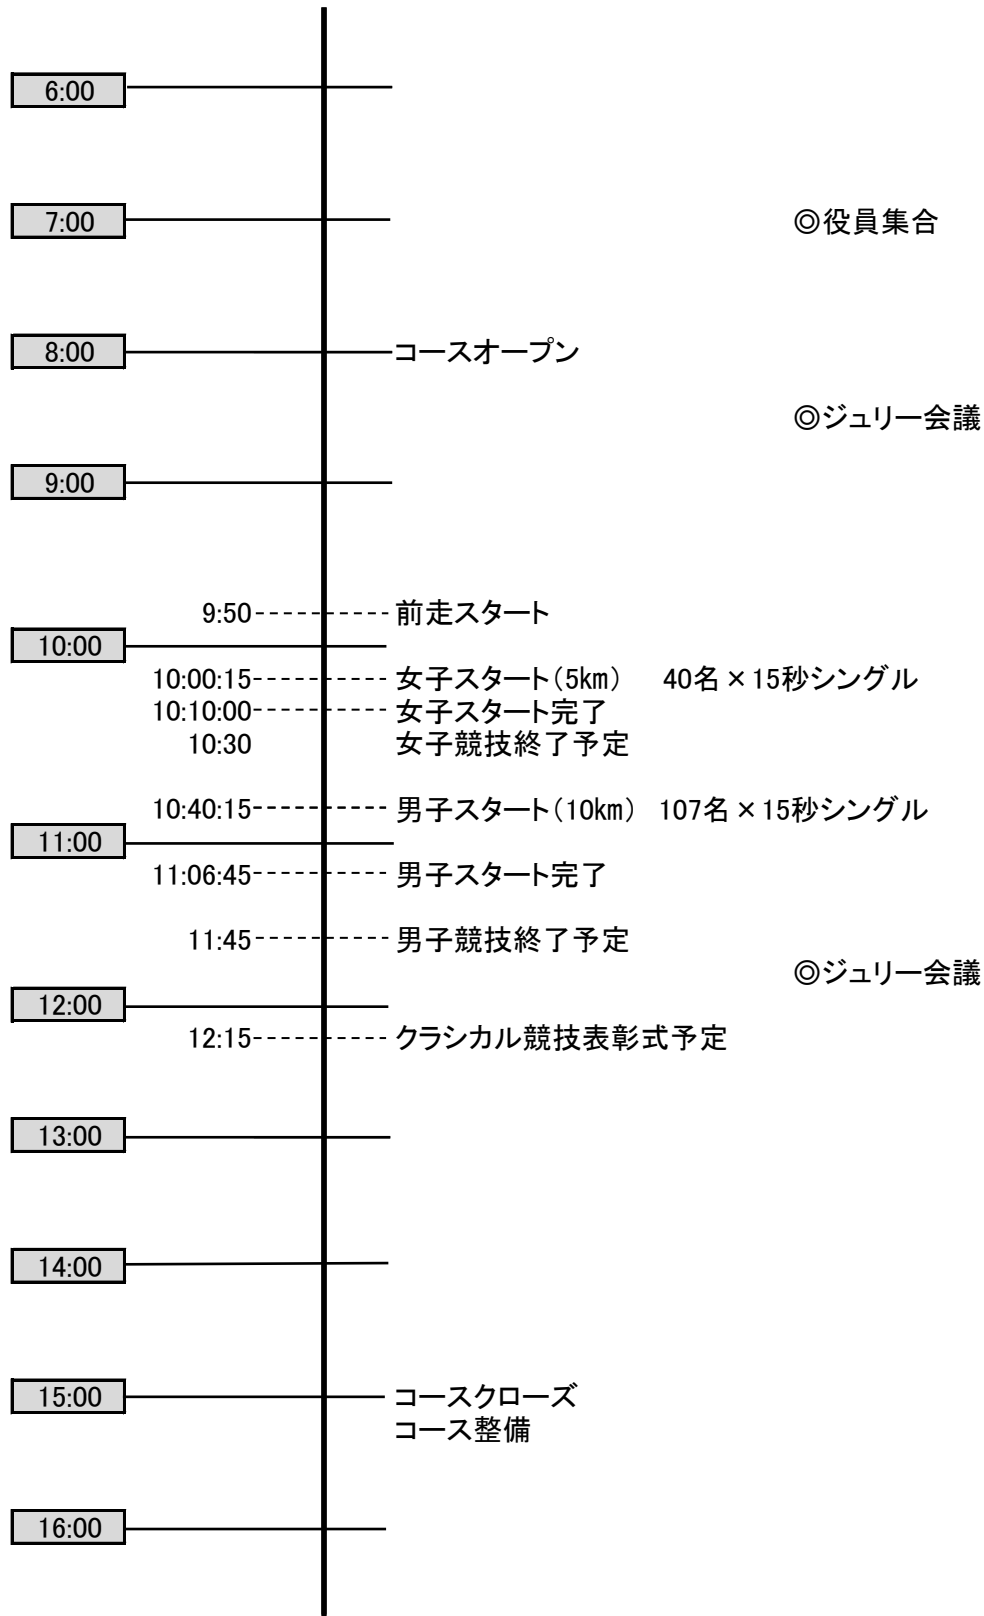 6:00
7:00 ◎役員集合
8:00 コースオープン
◎ジュリー会議
9:00
9:50 前走スタート
10:00
10:00:15 女子スタート(5km) 40名×15秒シングル
10:10:00 女子スタート完了
10:30 女子競技終了予定
10:40:15 男子スタート(10km) 107名×15秒シングル
11:00
11:06:45 男子スタート完了
11:45 男子競技終了予定
◎ジュリー会議
12:00
12:15 クラシカル競技表彰式予定
13:00
14:00
15:00 コースクローズ
コース整備
16:00